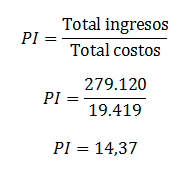 PI = Total ingresos / Total costos
PI = 279.120 / 19.419
PI = 14,37